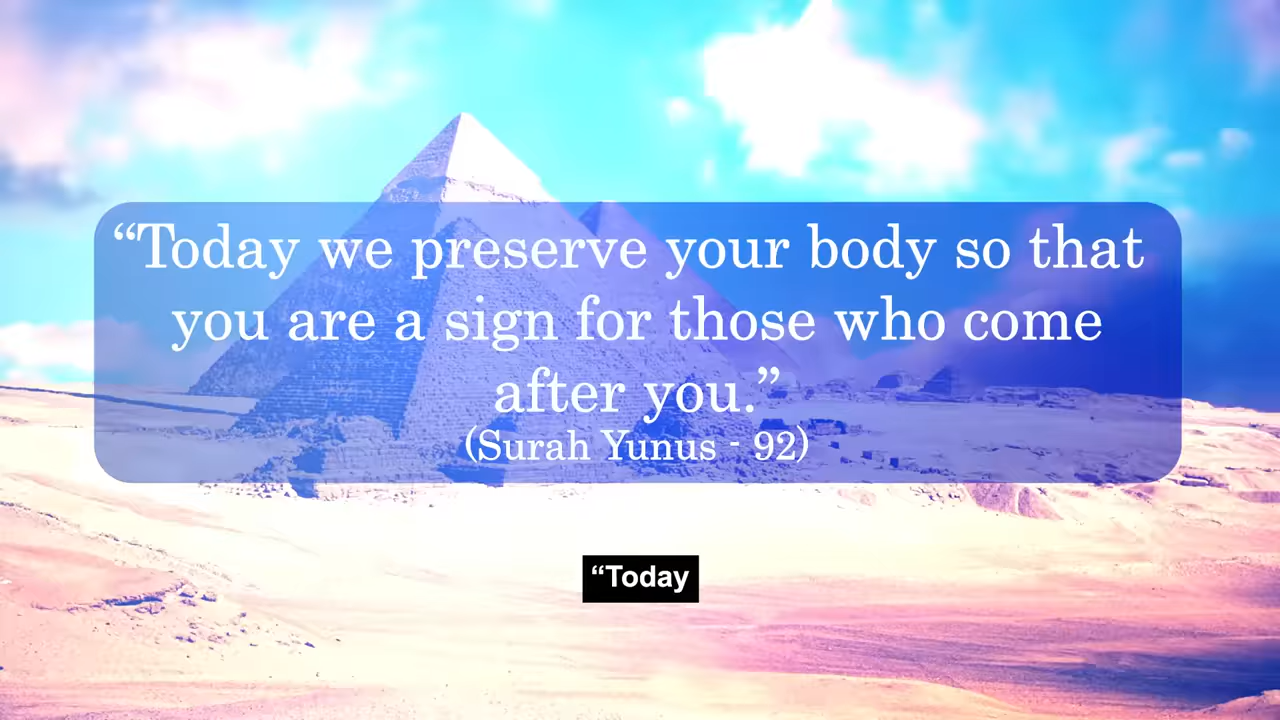 “Today we preserve your body so that
you are a sign for those who come
after you.”
(Surah Yunus - 92)
“Today